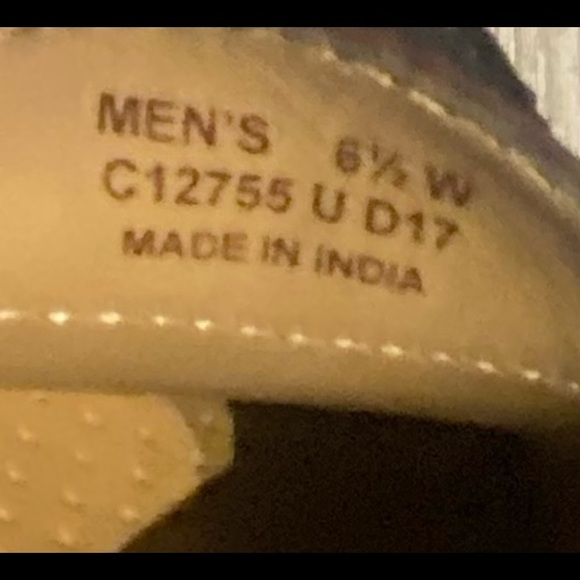 MEN'S 6½ W
C12755 U D17
MADE IN INDIA